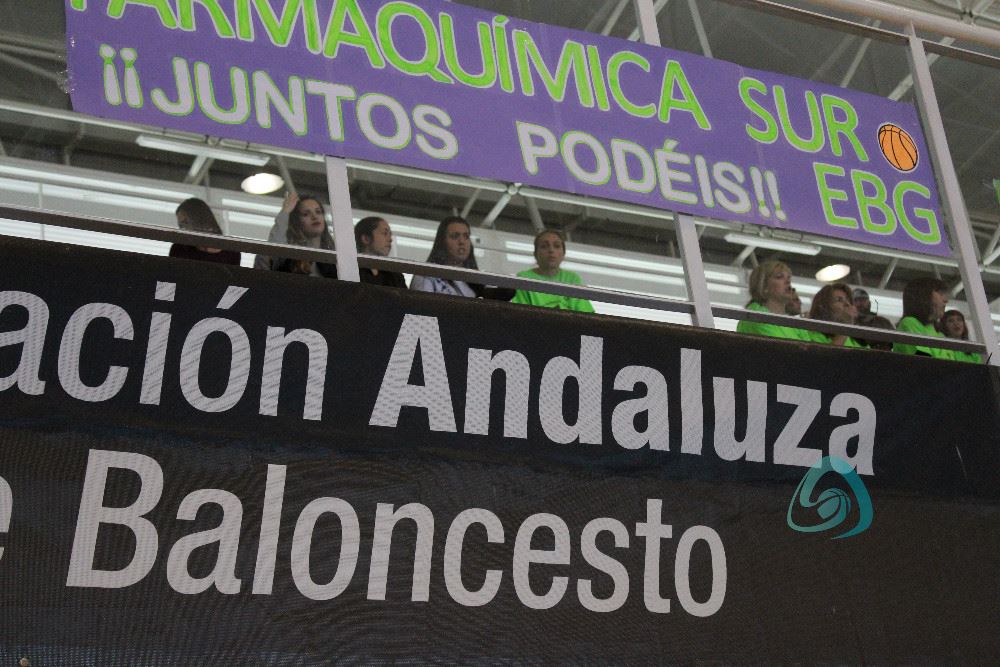 FARMAQUÍMICA SUR
¡¡JUNTOS PODÉIS!! EBG
ación Andaluza
e Baloncesto